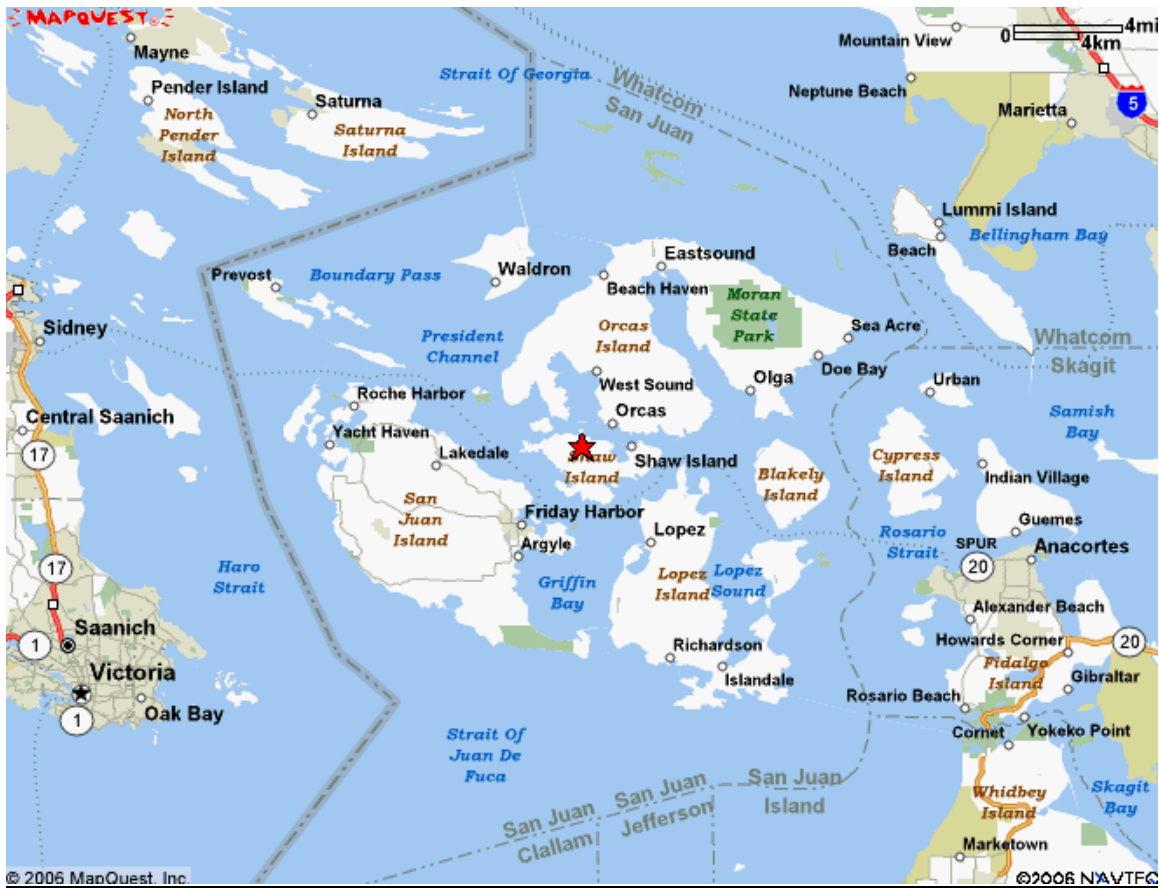 MAPQUEST
Mayne
Strait Of Georgia
Whatcom
San Juan
Mountain View
0
4mi
4km
Neptune Beach
5
Marietta
Pender Island
North
Pender
Island
Saturna
Saturna
Island
Lummi Island
Bellingham Bay
Beach
Prevost
Boundary Pass
Waldron
Eastsound
Beach Haven
Moran
State
Park
Orcas
Island
Sea Acre
Doe Bay
Whatcom
Skagit
Sidney
President
Channel
West Sound
Olga
Urban
Roche Harbor
Orcas
Samish
Bay
Central Saanich
17
Yacht Haven
Lakedale
Shaw
Island
Shaw Island
Blakely
Island
Cypress
Island
Indian Village
San
Juan
Island
Friday Harbor
Argyle
Lopez
Guemes
Rosario
Strait
SPUR
20
Anacortes
17
Haro
Strait
Griffin
Bay
Lopez
Island
Lopez
Sound
Alexander Beach
Howards Corner
20
1
Saanich
Victoria
1
Oak Bay
Richardson
Islandale
Fidalgo
Island
Gibraltar
Rosario Beach
Cornet
Yokeko Point
Strait Of
Juan De
Fuca
San Juan
Clallam
San Juan
Jefferson
San Juan
Island
Whidbey
Island
Skagit
Bay
Marketown
© 2006 MapQuest, Inc.
©2006 NAVTEQ